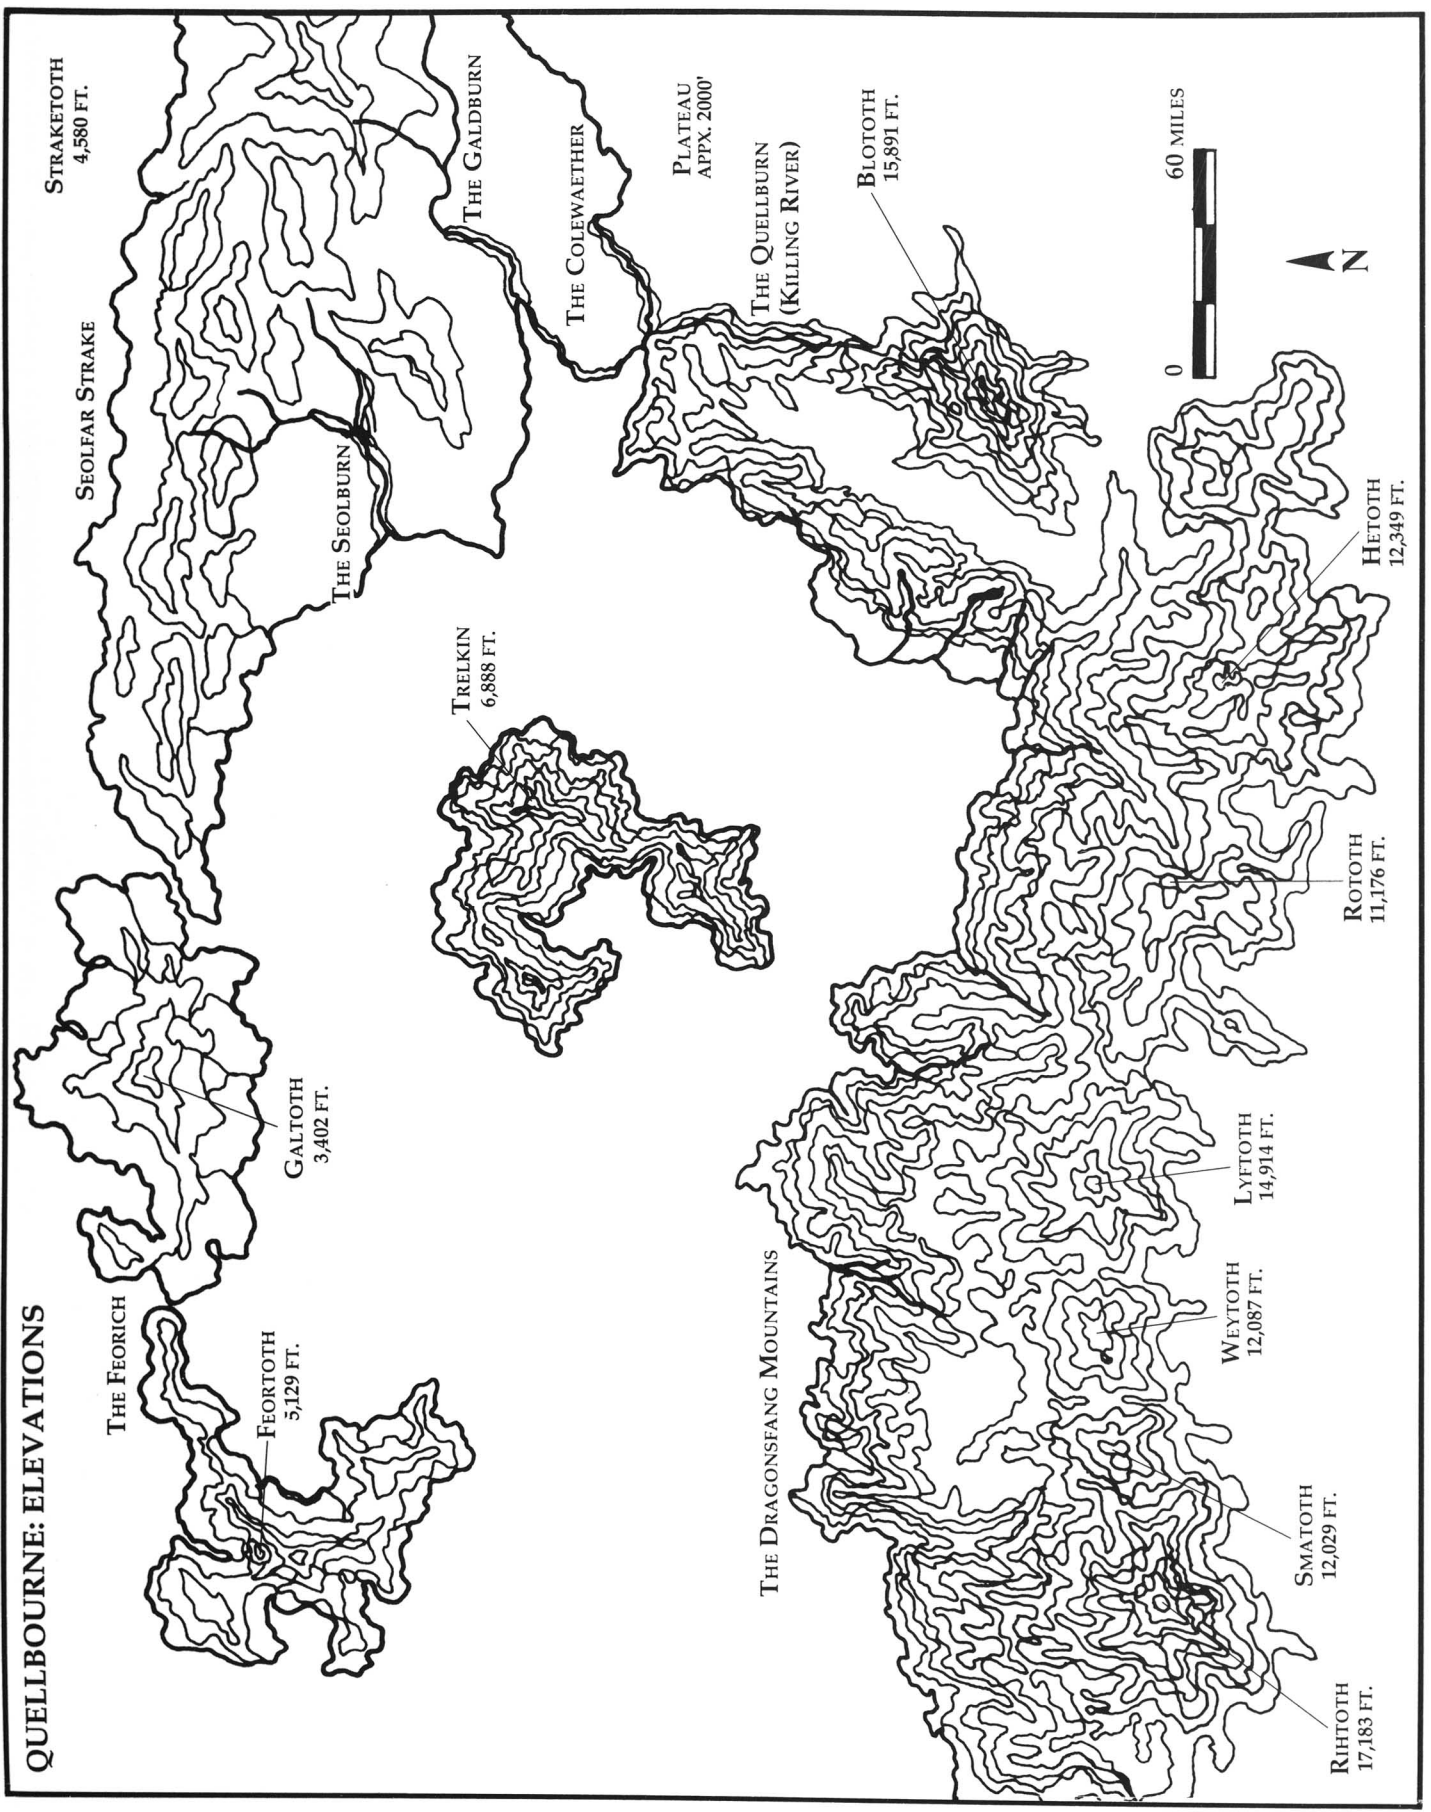 QUELLBOURNE: ELEVATIONS
THE FEORICH
FEORTOTH
5,129 FT.
GALTOTH
3,402 FT.
SEOLFAR STRAKE
STRAKETOTH
4,580 FT.
THE SEOLBURN
THE GALDBURN
THE COLEWAETHER
TRELKIN
6,888 FT.
PLATEAU
APPX. 2000'
THE QUELLBURN
(KILLING RIVER)
BLOTOTH
15,891 FT.
THE DRAGONSFANG MOUNTAINS
RIHTOTH
17,183 FT.
SMATOTH
12,029 FT.
WEYTOTH
12,087 FT.
LYFTOTH
14,914 FT.
ROTOTH
11,176 FT.
HETOTH
12,349 FT.
0 60 MILES
N